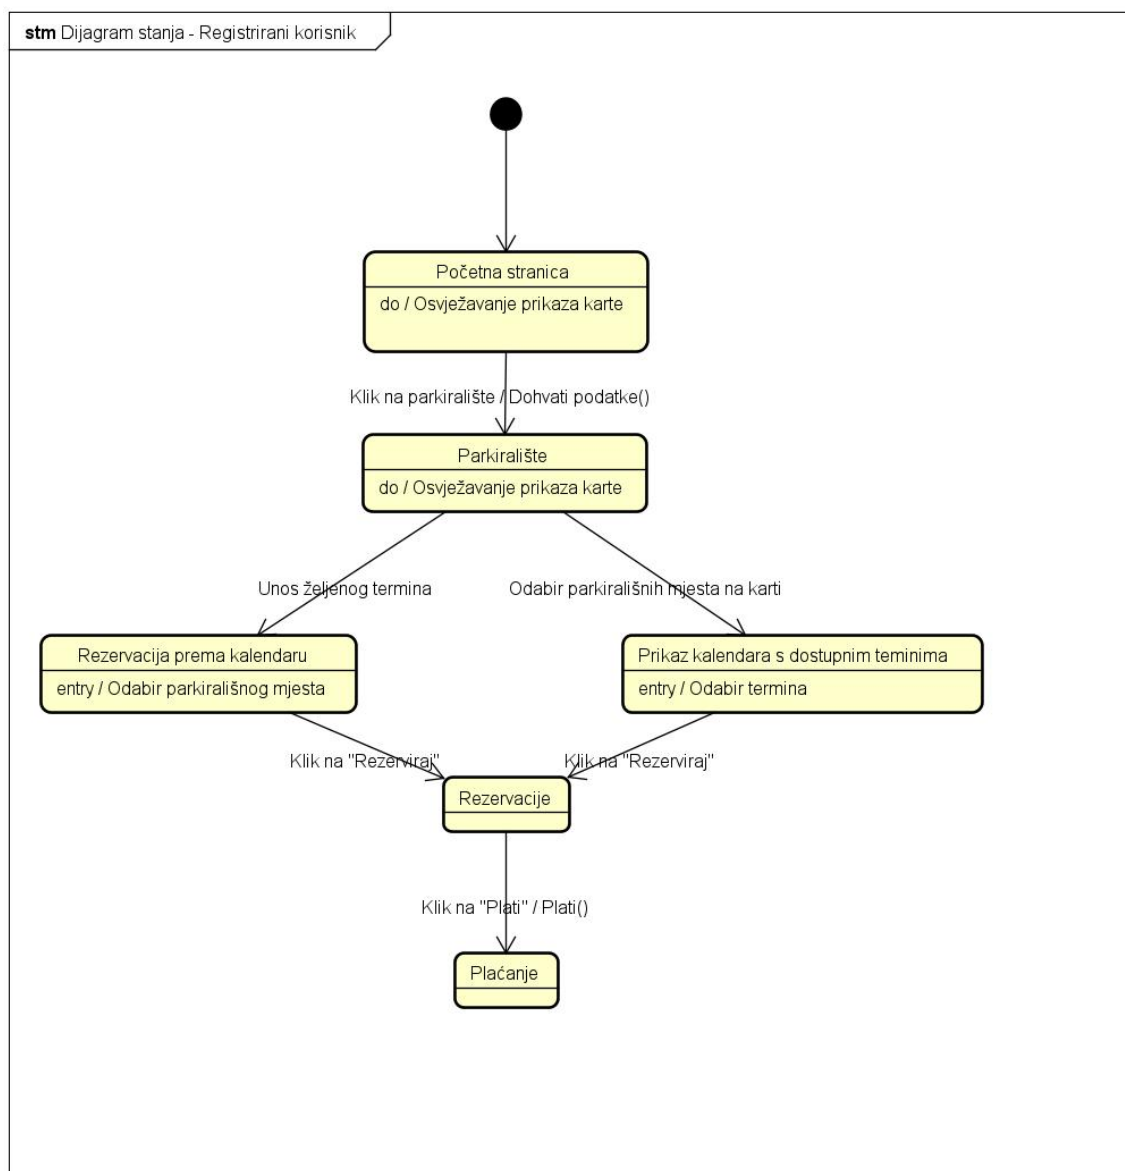 stm Dijagram stanja - Registrirani korisnik
Početna stranica
do / Osvježavanje prikaza karte
Klik na parkiralište / Dohvati podatke()
Parkiralište
do / Osvježavanje prikaza karte
Unos željenog termina
Odabir parkirališnih mjesta na karti
Rezervacija prema kalendaru
entry / Odabir parkirališnog mjesta
Prikaz kalendara s dostupnim teminima
entry / Odabir termina
Klik na "Rezerviraj"
Klik na "Rezerviraj"
Rezervacije
Klik na "Plati" / Plati()
Plaćanje